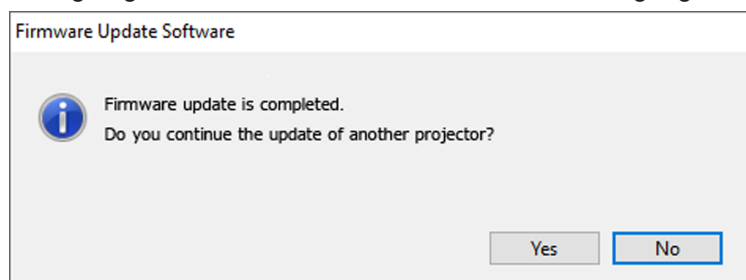 Firmware Update Software
Firmware update is completed.
Do you continue the update of another projector?
Yes
No